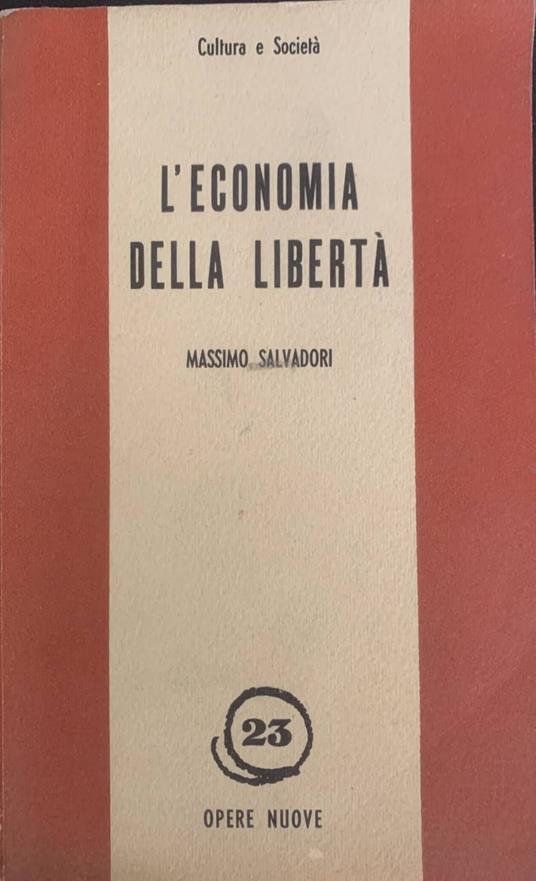 Cultura e Società
L'ECONOMIA
DELLA LIBERTÀ
MASSIMO SALVADORI
23
OPERE NUOVE